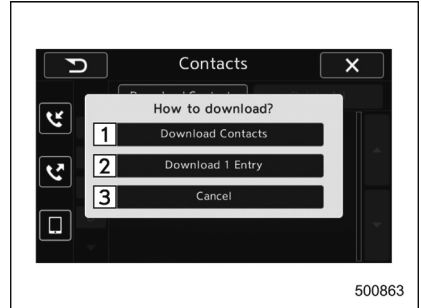 Contacts
How to download?
1 Download Contacts
2 Download 1 Entry
3 Cancel
500863